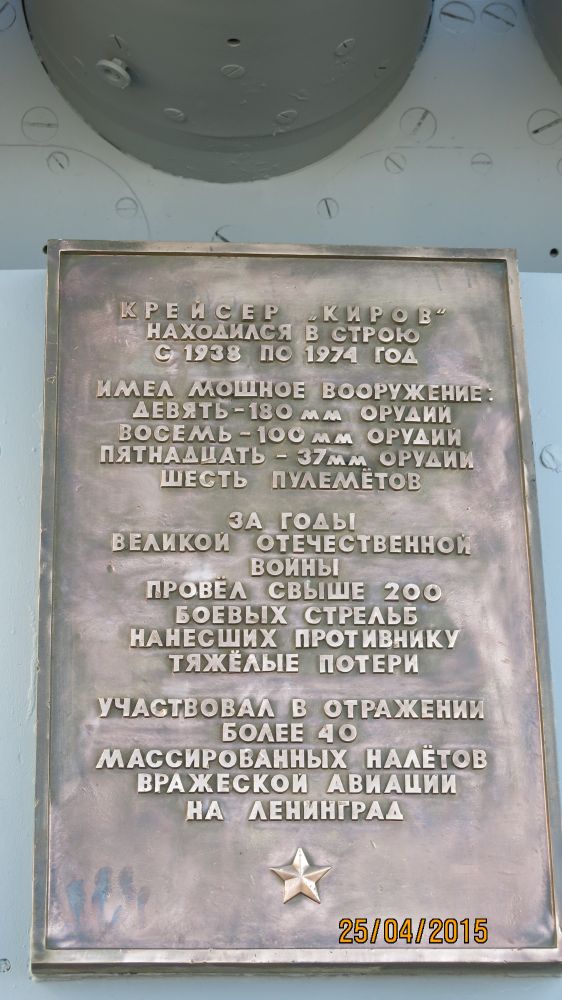 КРЕЙСЕР „КИРОВ“
НАХОДИЛСЯ В СТРОЮ
С 1938 ПО 1974 ГОД
ИМЕЛ МОЩНОЕ ВООРУЖЕНИЕ:
ДЕВЯТЬ - 180 мм ОРУДИЙ
ВОСЕМЬ - 100 мм ОРУДИЙ
ПЯТНАДЦАТЬ - 37мм ОРУДИЙ
ШЕСТЬ ПУЛЕМЁТОВ
ЗА ГОДЫ
ВЕЛИКОЙ ОТЕЧЕСТВЕННОЙ
ВОЙНЫ
ПРОВЁЛ СВЫШЕ 200
БОЕВЫХ СТРЕЛЬБ
НАНЕСШИХ ПРОТИВНИКУ
ТЯЖЁЛЫЕ ПОТЕРИ
УЧАСТВОВАЛ В ОТРАЖЕНИИ
БОЛЕЕ 40
МАССИРОВАННЫХ НАЛЁТОВ
ВРАЖЕСКОЙ АВИАЦИИ
НА ЛЕНИНГРАД
25/04/2015